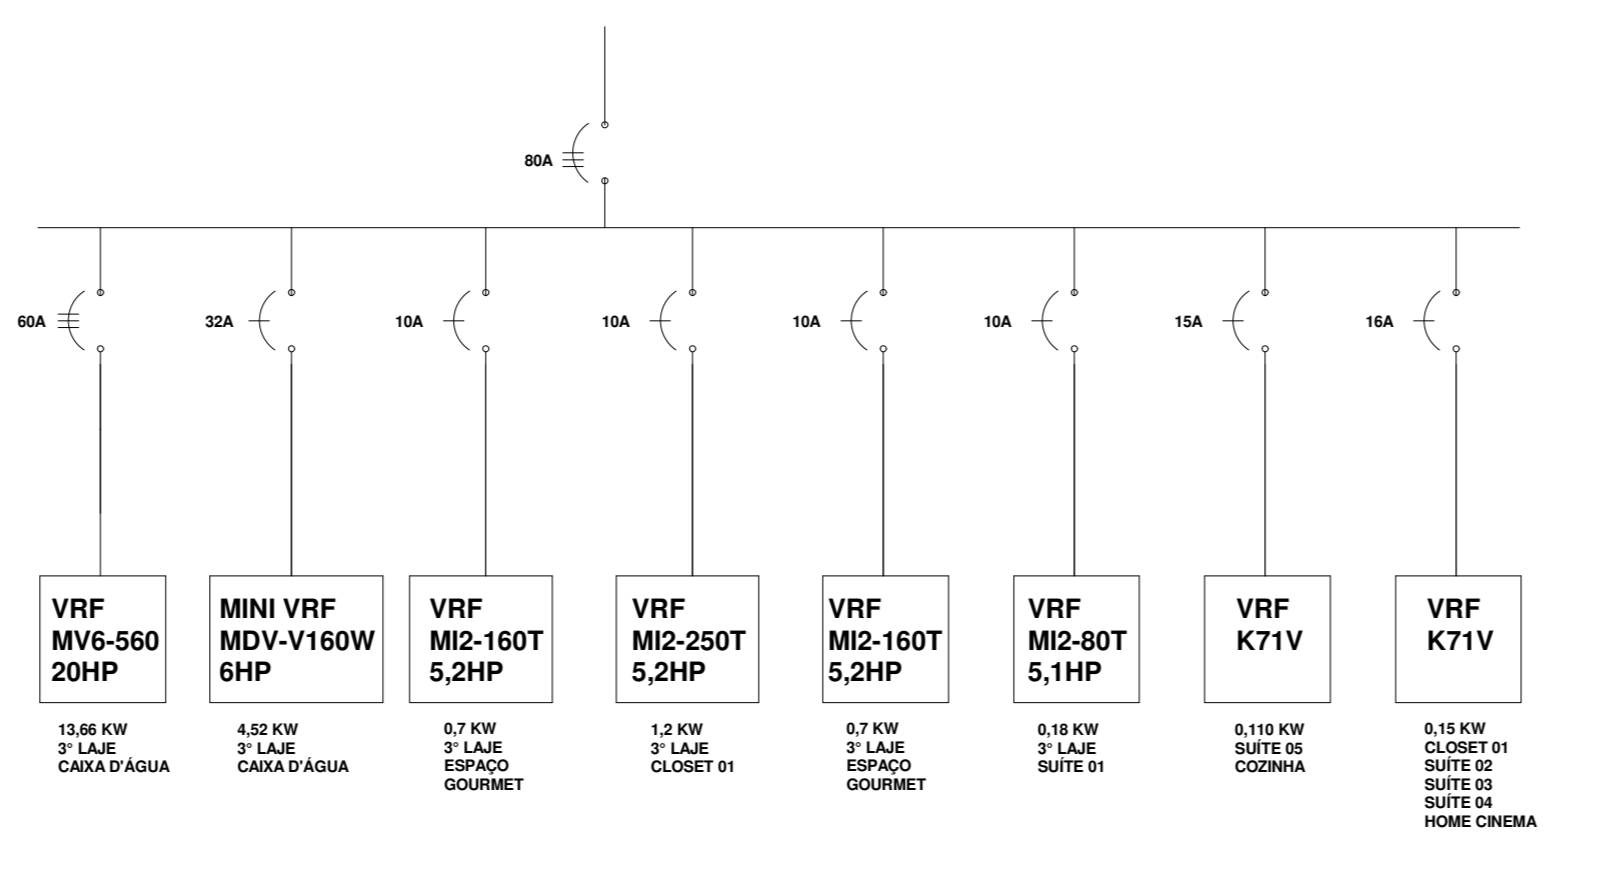 80A
60A
32A
10A
10A
10A
10A
15A
16A
VRF
MV6-560
20HP
13,66 KW
3° LAJE
CAIXA D'ÁGUA
MINI VRF
MDV-V160W
6HP
4,52 KW
3° LAJE
CAIXA D'ÁGUA
VRF
MI2-160T
5,2HP
0,7 KW
3° LAJE
ESPAÇO
GOURMET
VRF
MI2-250T
5,2HP
1,2 KW
3° LAJE
CLOSET 01
VRF
MI2-160T
5,2HP
0,7 KW
3° LAJE
ESPAÇO
GOURMET
VRF
MI2-80T
5,1HP
0,18 KW
3° LAJE
SUÍTE 01
VRF
K71V
0,110 KW
SUÍTE 05
COZINHA
VRF
K71V
0,15 KW
CLOSET 01
SUÍTE 02
SUÍTE 03
SUÍTE 04
HOME CINEMA